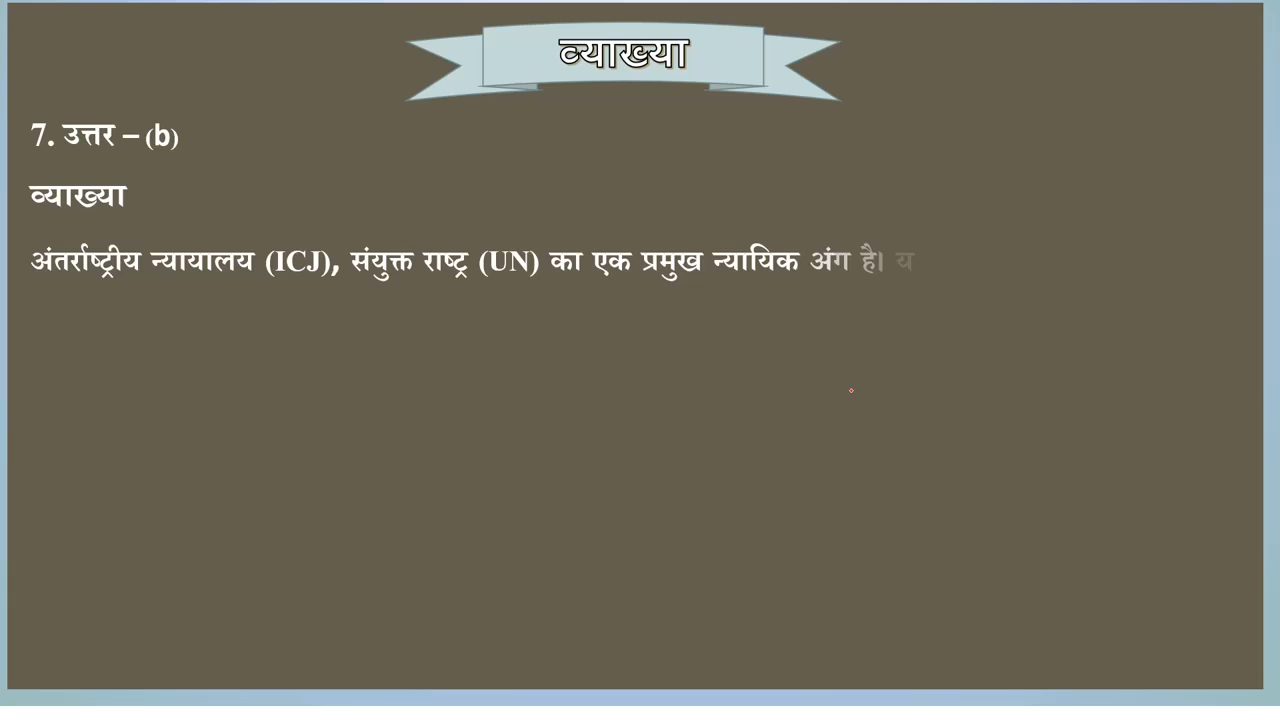 व्याख्या
7. उत्तर – (b)
व्याख्या
अंतर्राष्ट्रीय न्यायालय (ICJ), संयुक्त राष्ट्र (UN) का एक प्रमुख न्यायिक अंग है। य